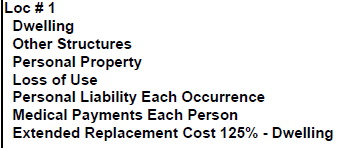 Loc # 1
Dwelling
Other Structures
Personal Property
Loss of Use
Personal Liability Each Occurrence
Medical Payments Each Person
Extended Replacement Cost 125% - Dwelling